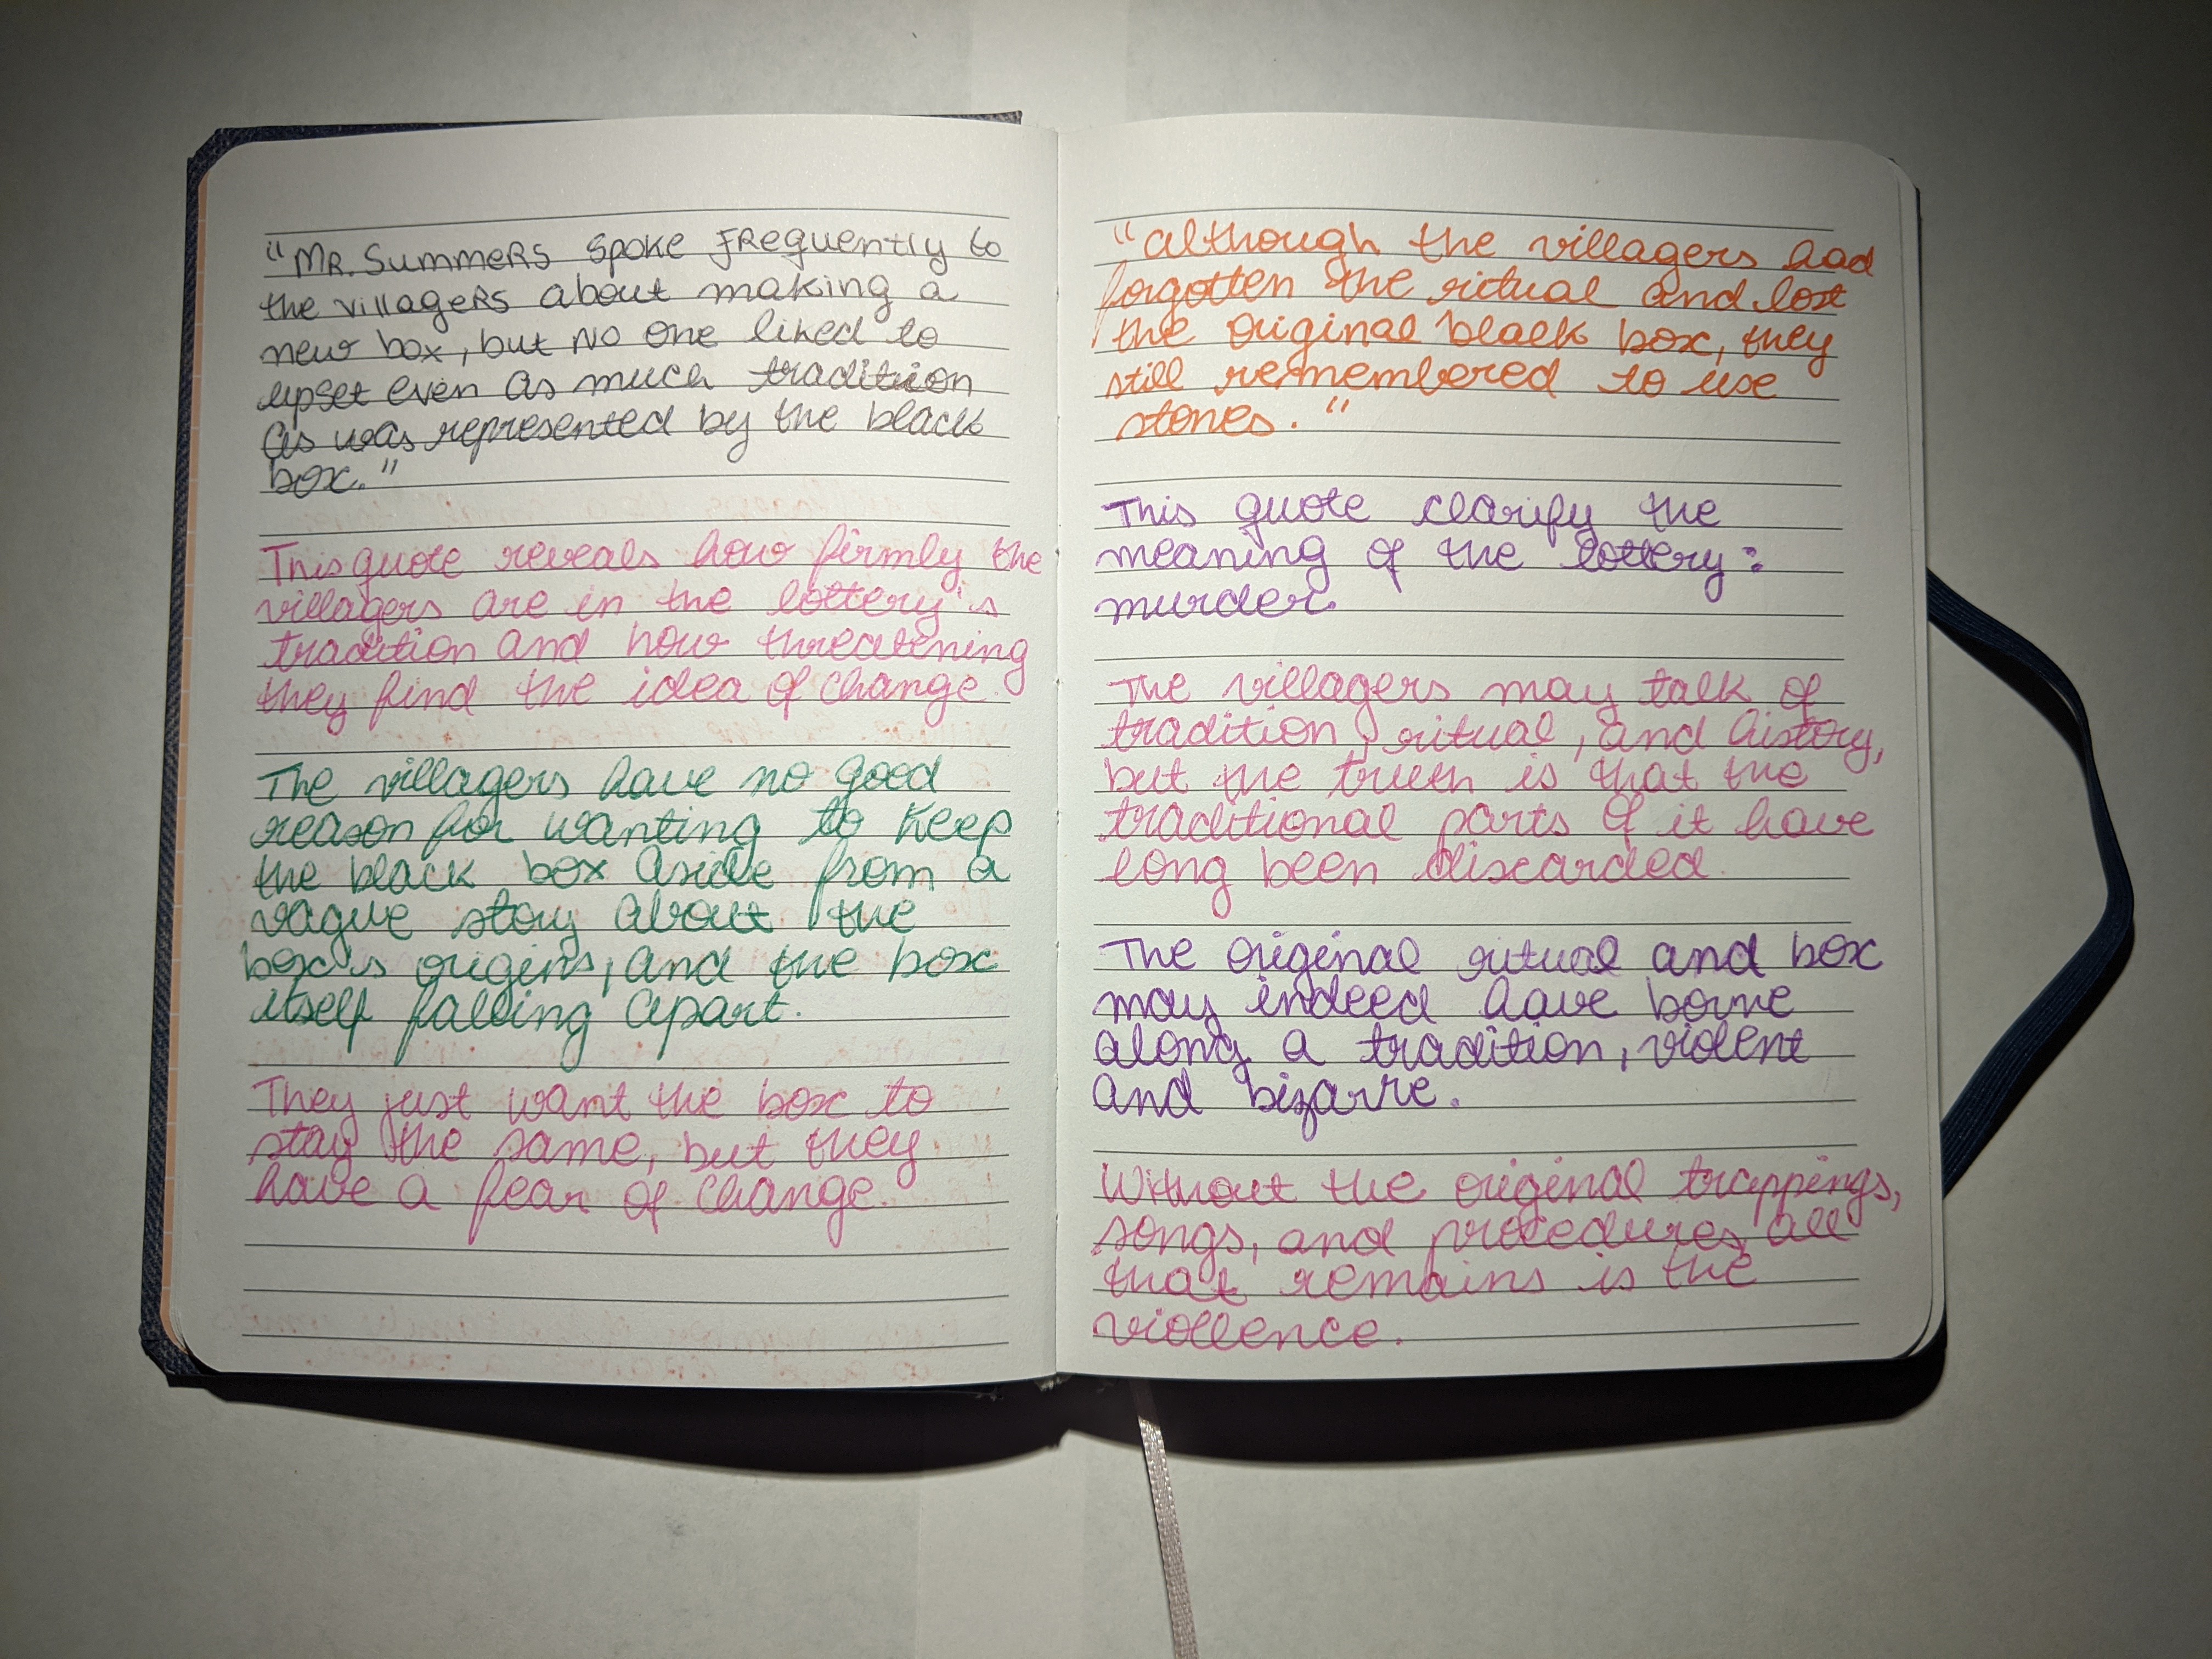 "MR. SummeRS spoke fRequently to
the villageRS about making a
new box, but No one liked to
upset even as much tradition
as was represented by the black
box."
This quote reveals how firmly the
villagers are in the lottery's
tradition and how threatening
they find the idea of change.
The villagers have no good
reason for wanting to keep
the black box aside from a
vague stoy about the
box's origins, and the box
itself falling apart.
They just want the box to
stay the same, but they
have a fear of change.
"although the villagers had
forgotten the ritual and lost
the original black box, they
still remembered to use
stones."
This quote clarify the
meaning of the lottery:
murder.
The villagers may talk of
tradition, ritual, and history,
but the truth is that the
traditional parts of it have
long been discarded.
The original ritual and box
may indeed have borne
along a tradition, violent
and bizarre.
Without the original trappings,
songs, and procedures, all
that remains is the
viollence.